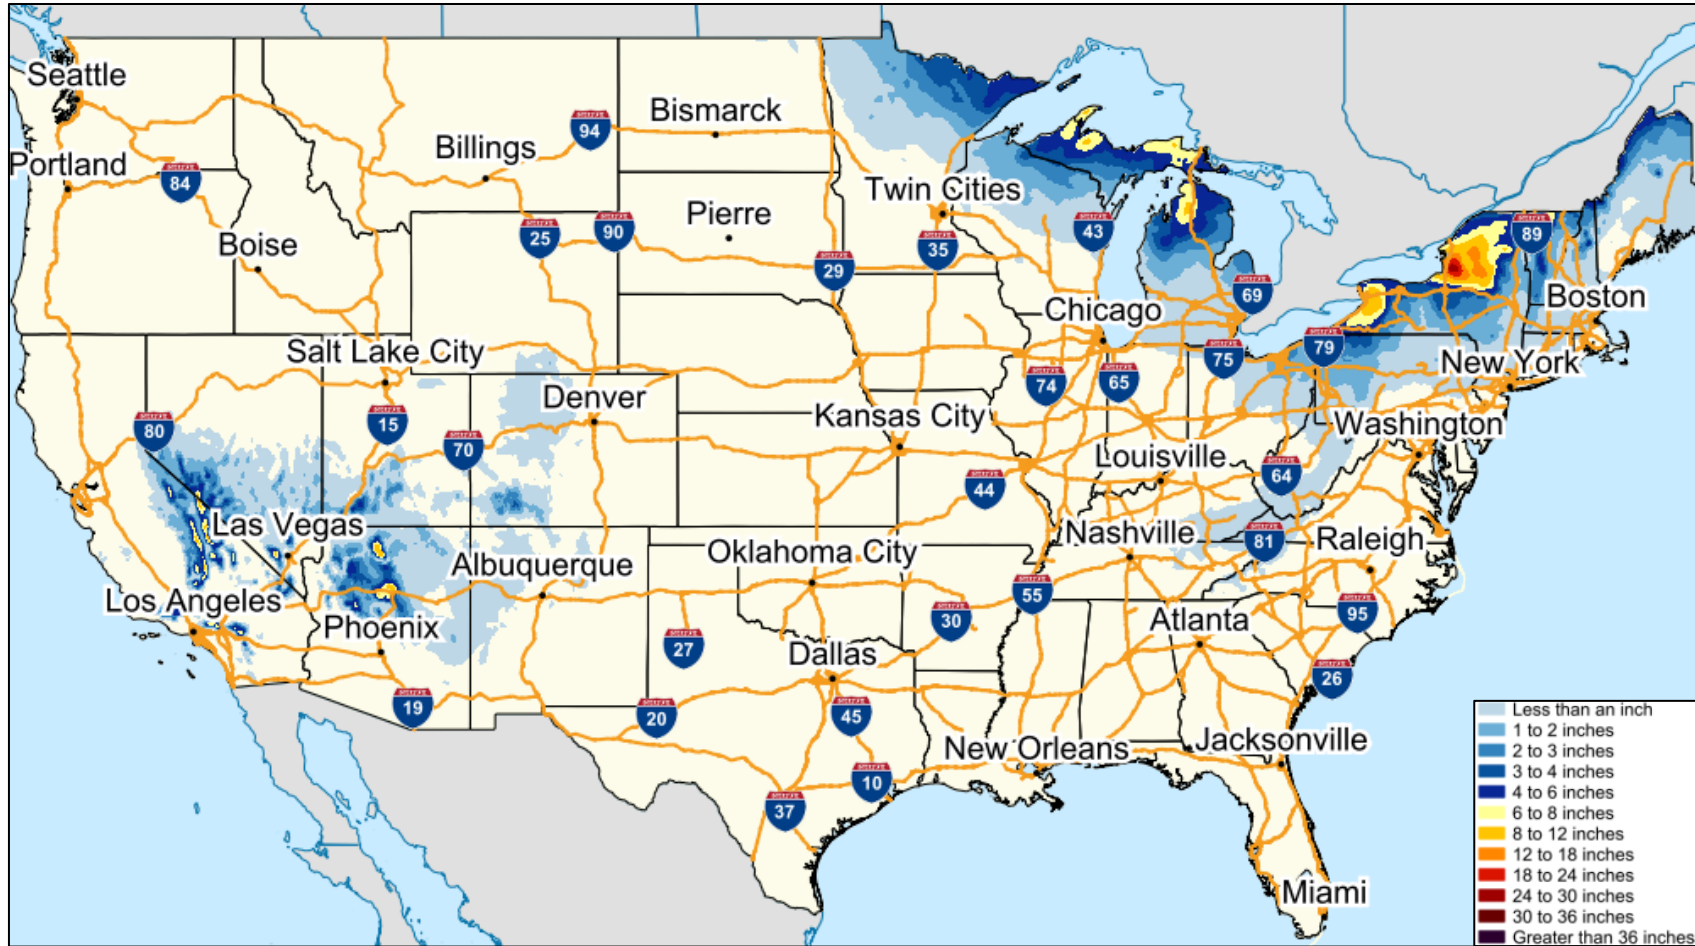 Seattle
Bismarck
94
Billings
Portland
84
Twin Cities
Pierre
25
90
43
89
Boise
35
29
69
Boston
Chicago
79
Salt Lake City
75
New York
74
65
Denver
80
15
Kansas City
Washington
70
Louisville
64
44
Las Vegas
Nashville
81
Raleigh
Oklahoma City
Albuquerque
55
Los Angeles
95
Phoenix
30
Atlanta
27
Dallas
26
19
20
45
New Orleans
Jacksonville
10
37
Miami
Less than an inch
1 to 2 inches
2 to 3 inches
3 to 4 inches
4 to 6 inches
6 to 8 inches
8 to 12 inches
12 to 18 inches
18 to 24 inches
24 to 30 inches
30 to 36 inches
Greater than 36 inches